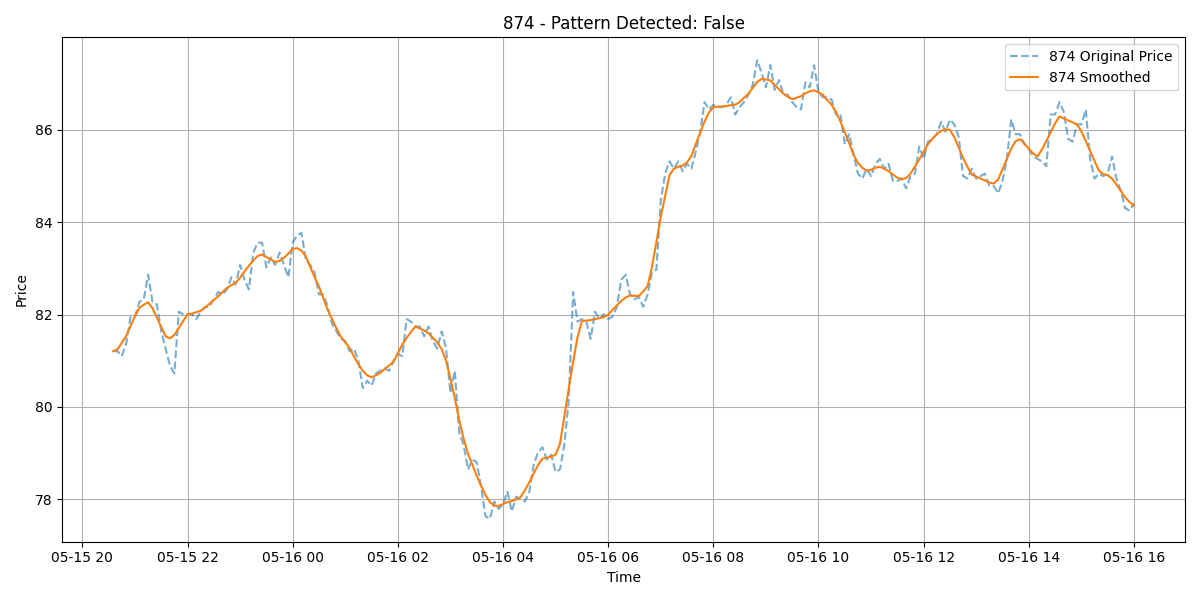 874 - Pattern Detected: False
874 Original Price
874 Smoothed
Price
86
84
82
80
78
05-15 20 05-15 22 05-16 00 05-16 02 05-16 04 05-16 06 05-16 08 05-16 10 05-16 12 05-16 14 05-16 16
Time